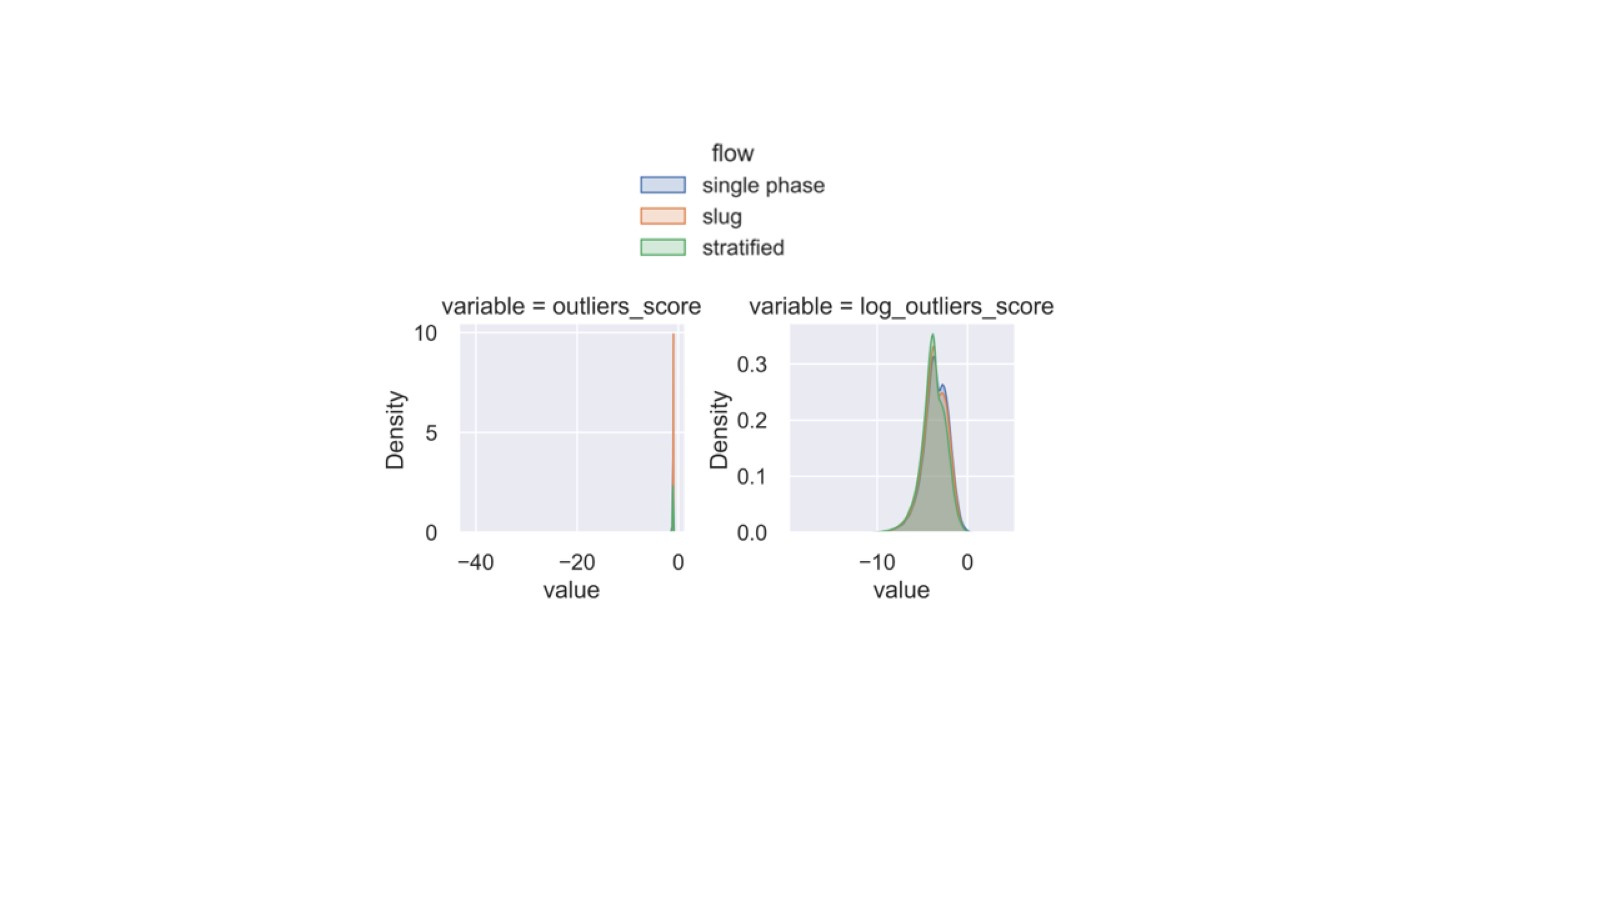 flow
single phase
slug
stratified
variable = outliers_score
variable = log_outliers_score
10
5
0
Density
−40
−20
0
value
0.3
0.2
0.1
0.0
Density
−10
0
value